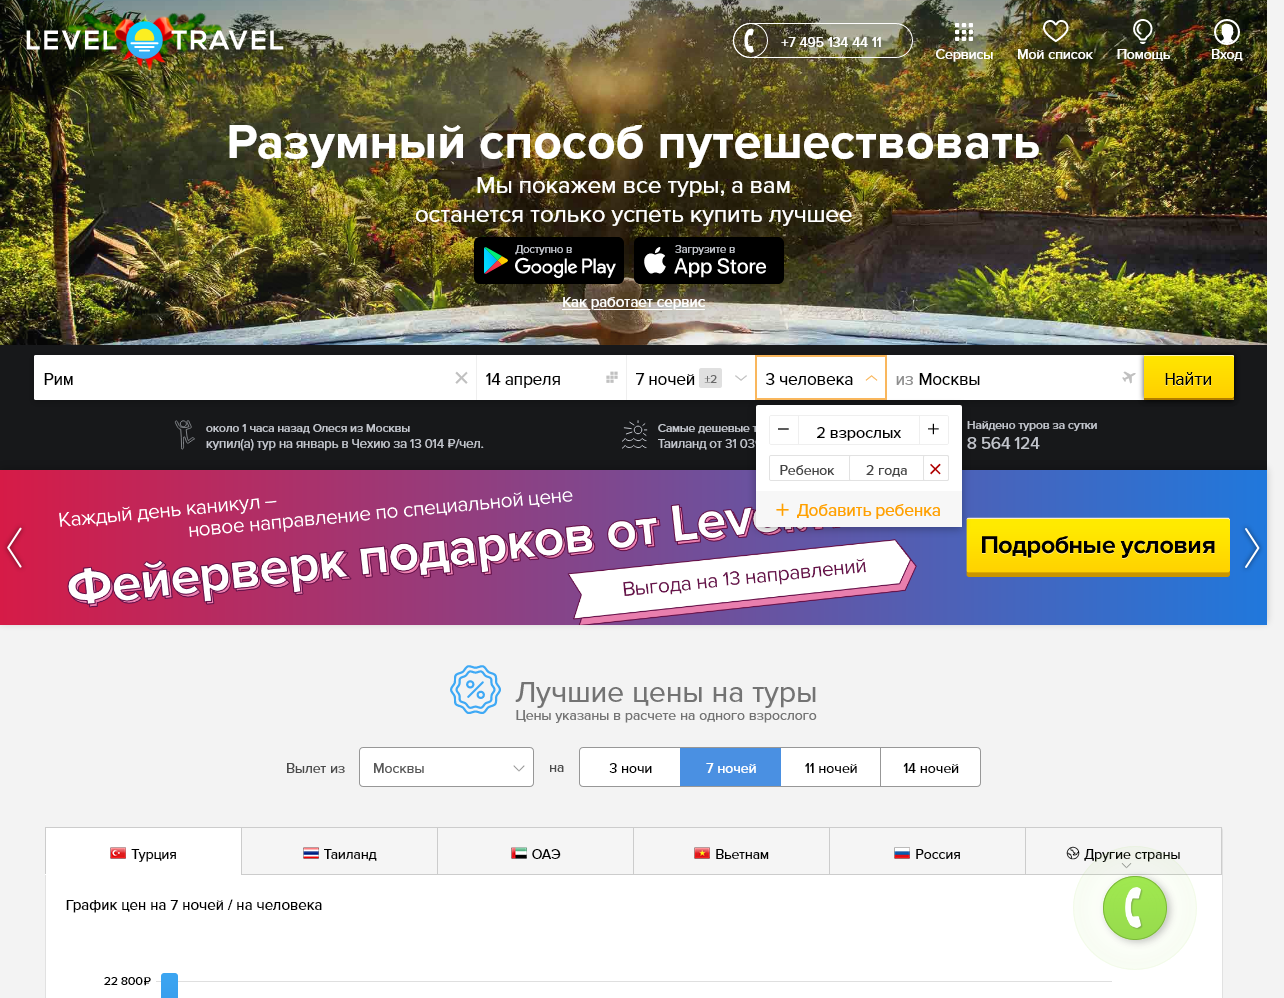 LEVEL TRAVEL
+7 495 134 44 11
Сервисы
Мой список
Помощь
Вход
Разумный способ путешествовать
Мы покажем все туры, а вам
останется только успеть купить лучшее
Доступно в
Google Play
Загрузите в
App Store
Как работает сервис
Рим
14 апреля
7 ночей ±2
3 человека
из Москвы
Найти
около 1 часа назад Олеся из Москвы
купил(а) тур на январь в Чехию за 13 014 ₽/чел.
Самые дешевые
Таиланд от 31
Найдено туров за сутки
8 564 124
2 взрослых
Ребенок
2 года
Добавить ребенка
Каждый день каникул –
новое направление по специальной цене
Фейерверк подарков от Level
Выгода на 13 направлений
Подробные условия
Лучшие цены на туры
Цены указаны в расчете на одного взрослого
Вылет из
Москвы
на
3 ночи
7 ночей
11 ночей
14 ночей
Турция
Таиланд
ОАЭ
Вьетнам
Россия
Другие страны
График цен на 7 ночей / на человека
22 800₽